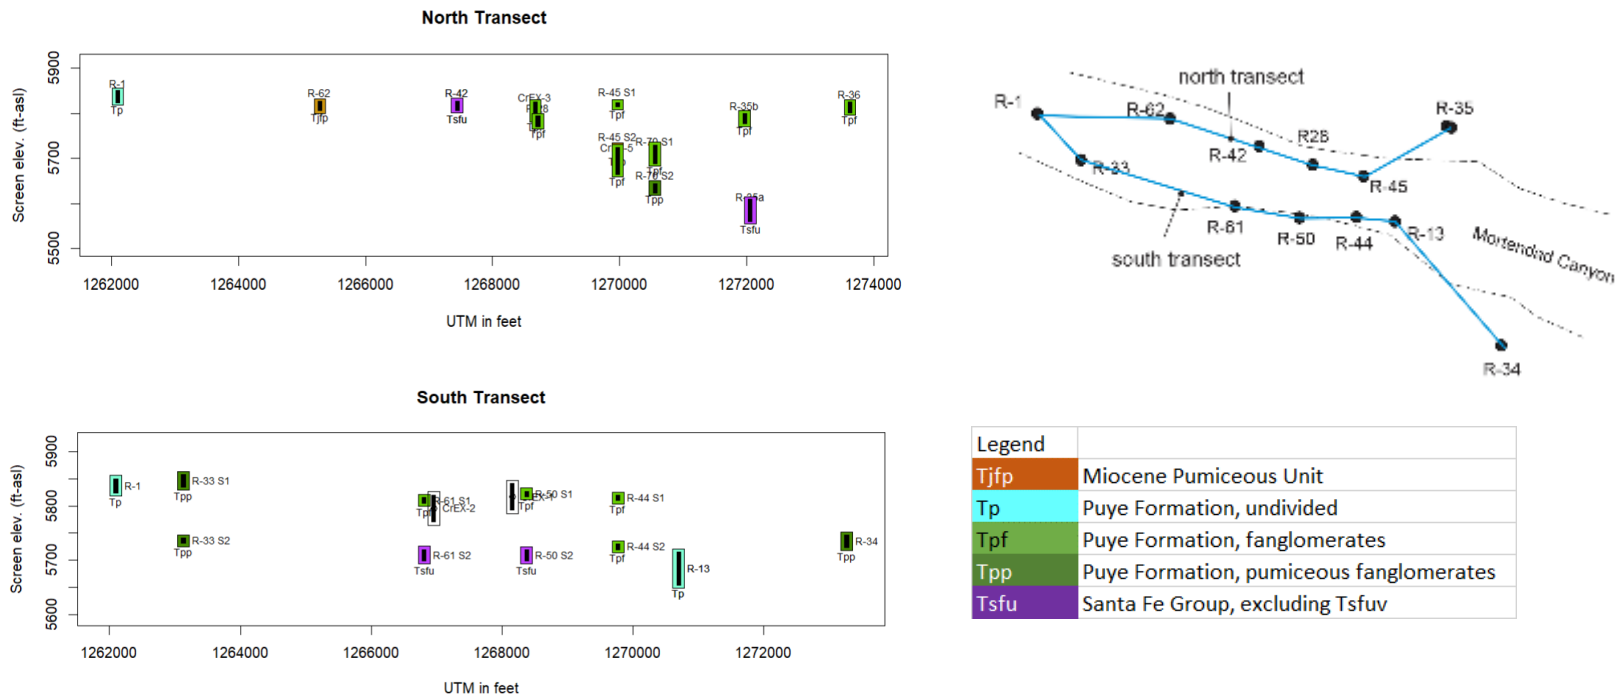 North Transect
Screen elev. (ft-asl)
5900
5700
5500
R-1
Tp
R-62
Tjfp
R-42
Tsfu
CrEX-3
Tpf
R-45 S1
Tpf
R-45 S2
Tpf
R-70 S1
Tpf
R-70 S2
Tpp
R-35b
Tpf
R-35a
Tsfu
R-36
Tpf
1262000 1264000 1266000 1268000 1270000 1272000 1274000
UTM in feet
north transect
R-1
R-62
R-42
R28
R-45
R-35
R-33
R-61
R-50
R-44
R-13
R-34
south transect
Mortendnd Canyon
South Transect
Screen elev. (ft-asl)
5900
5800
5700
5600
R-1
Tp
R-33 S1
Tpp
R-33 S2
Tpp
R-61 S1
Tpf
CrEX-2
R-61 S2
Tsfu
R-50 S1
Tpf
R-50 S2
Tsfu
R-44 S1
Tpf
R-44 S2
Tpf
R-13
Tp
R-34
Tpp
1262000 1264000 1266000 1268000 1270000 1272000
UTM in feet
Legend
Tjfp Miocene Pumiceous Unit
Tp Puye Formation, undivided
Tpf Puye Formation, fanglomerates
Tpp Puye Formation, pumiceous fanglomerates
Tsfu Santa Fe Group, excluding Tsfuv